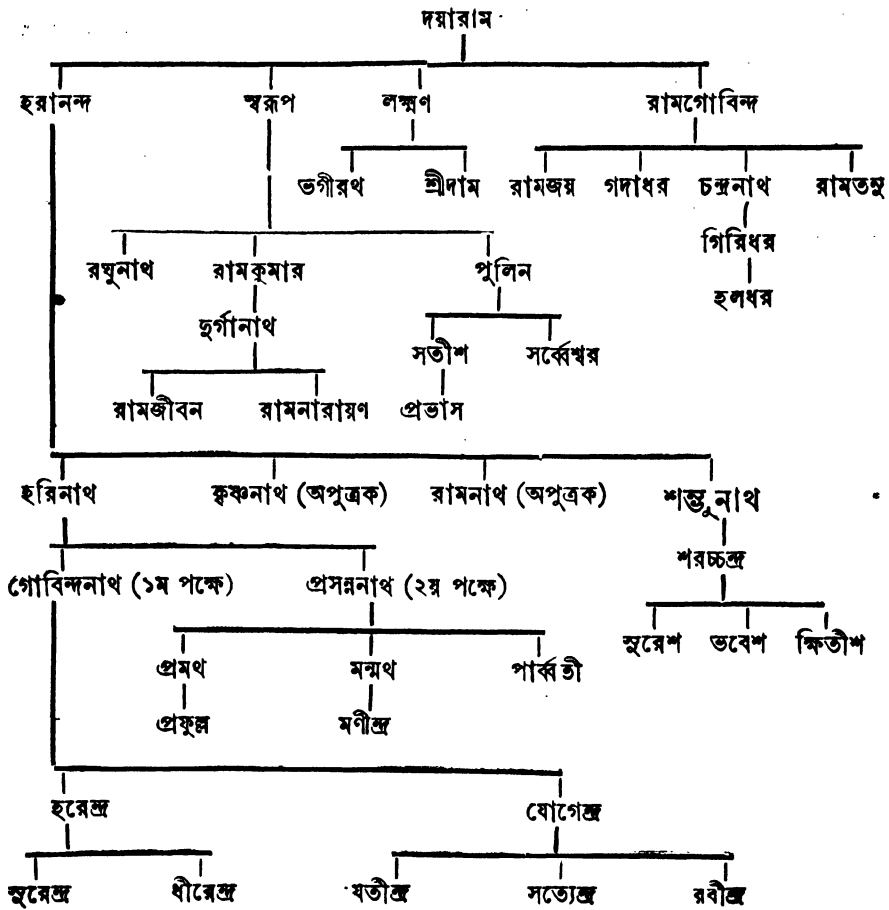 দয়ারাম
হরানন্দ স্বরূপ লক্ষ্মণ রামগোবিন্দ
ভগীরথ শ্রীদাম রামজয় গদাধর চন্দ্রনাথ রামতনু
রঘুনাথ রামকুমার পুলিন গিরিধর
হলধর
দুর্গানাথ
সতীশ সর্ব্বেশ্বর
রামজীবন রামনারায়ণ প্রভাস
হরিনাথ কৃষ্ণনাথ (অপুত্রক) রামনাথ (অপুত্রক) শম্ভুনাথ
শরচ্চন্দ্র
গোবিন্দনাথ (১ম পক্ষে) প্রসন্ননাথ (২য় পক্ষে)
সুরেশ ভবেশ ক্ষিতীশ
প্রমথ মন্মথ পার্ব্বতী
প্রফুল্ল মণীন্দ্র
হরেন্দ্র যোগেন্দ্র
সুরেন্দ্র ধীরেন্দ্র যতীন্দ্র সত্যেন্দ্র রবীন্দ্র